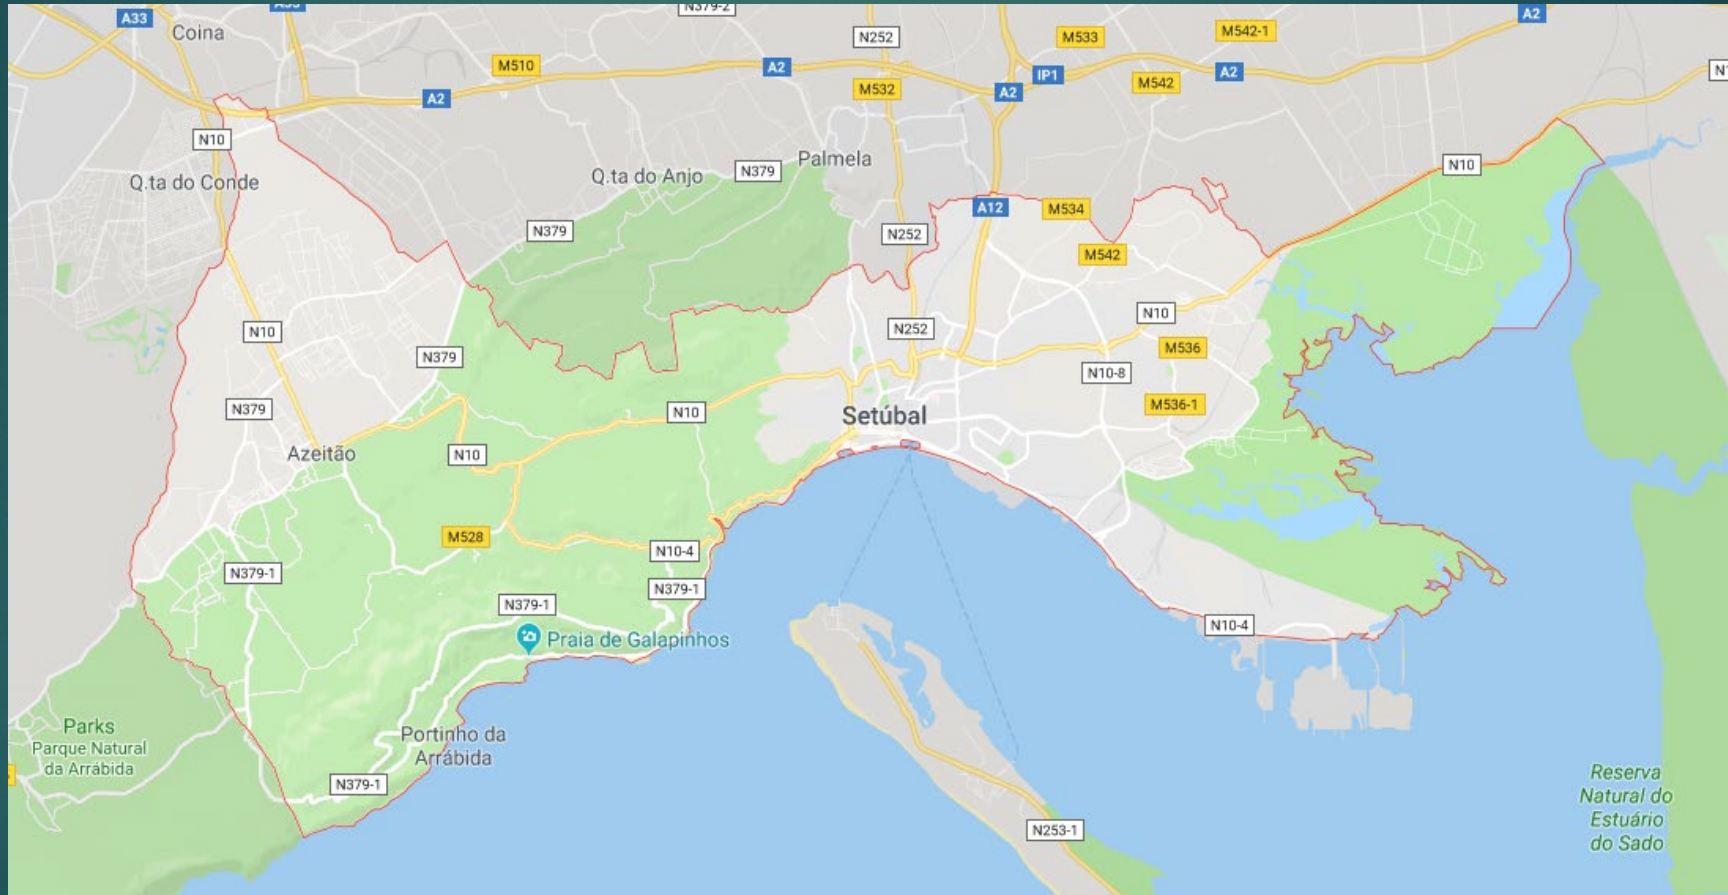 A33
A33
N379-2
A2
Coina
N252
M533
M542-1
M510
A2
IP1
A2
M542
A2
M532
A2
N10
Palmela
N10
Q.ta do Conde
Q.ta do Anjo
N379
A12
M534
N379
N252
M542
N10
N10
N252
N379
M536
N10-8
N379
N10
Setúbal
M536-1
Azeitão
N10
M528
N10-4
N379-1
N379-1
N379-1
N10-4
Praia de Galapinhos
Parks
Parque Natural
da Arrábida
Portinho da
Arrábida
N379-1
Reserva
Natural do
Estuário
do Sado
N253-1